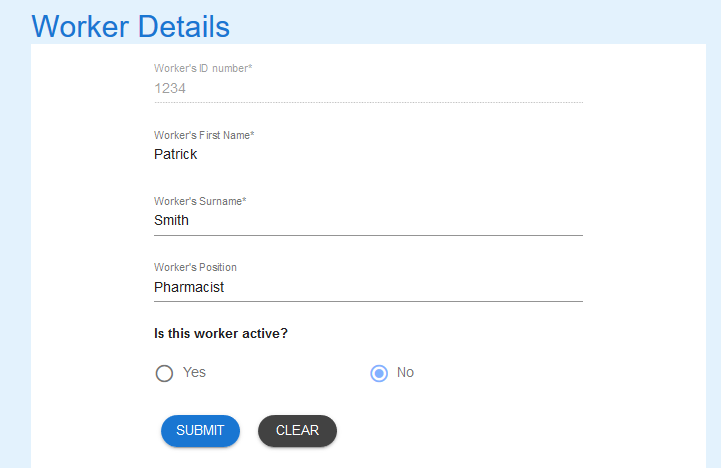 Worker Details
Worker's ID number*
1234
Worker's First Name*
Patrick
Worker's Surname*
Smith
Worker's Position
Pharmacist
Is this worker active?
Yes No
SUBMIT CLEAR